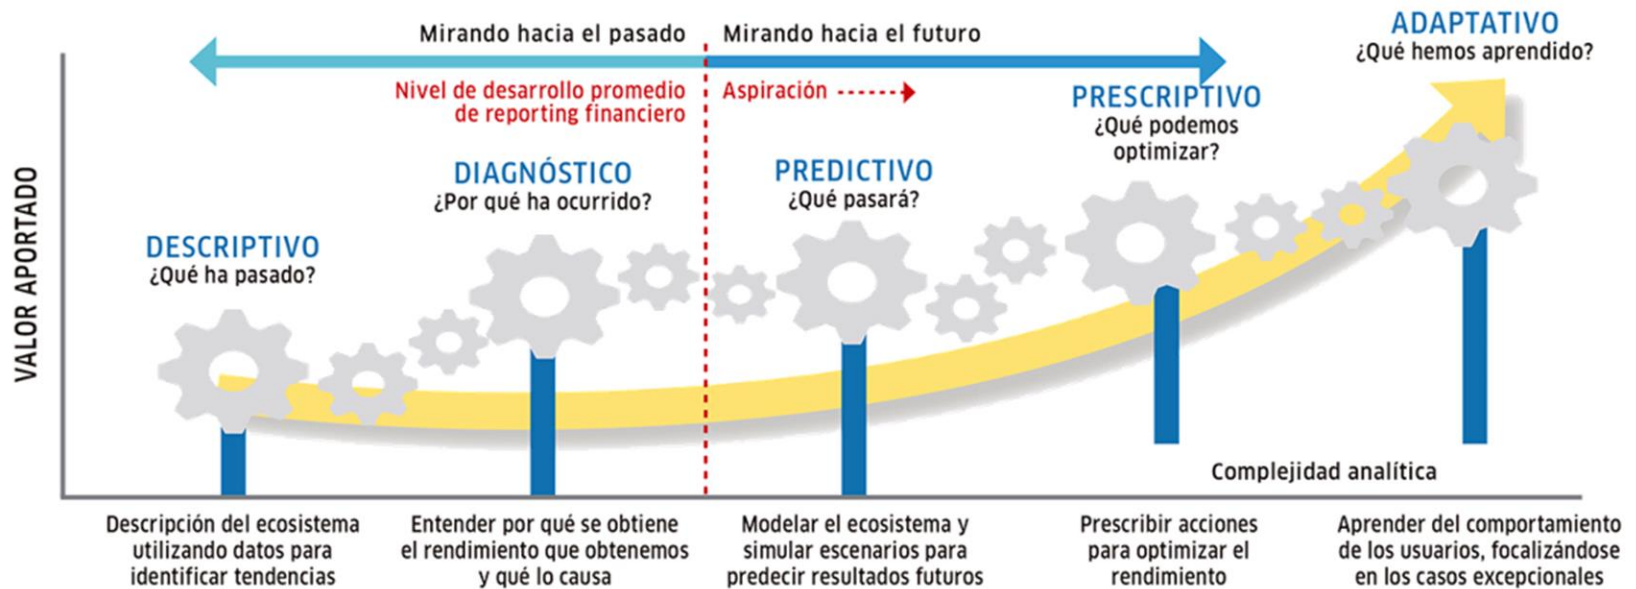 Mirando hacia el pasado
Mirando hacia el futuro
Nivel de desarrollo promedio
de reporting financiero
Aspiración
VALOR APORTADO
DESCRIPTIVO
¿Qué ha pasado?
DIAGNÓSTICO
¿Por qué ha ocurrido?
PREDICTIVO
¿Qué pasará?
PRESCRIPTIVO
¿Qué podemos
optimizar?
ADAPTATIVO
¿Qué hemos aprendido?
Complejidad analítica
Descripción del ecosistema
utilizando datos para
identificar tendencias
Entender por qué se obtiene
el rendimiento que obtenemos
y qué lo causa
Modelar el ecosistema y
simular escenarios para
predecir resultados futuros
Prescribir acciones
para optimizar el
rendimiento
Aprender del comportamiento
de los usuarios, focalizándose
en los casos excepcionales